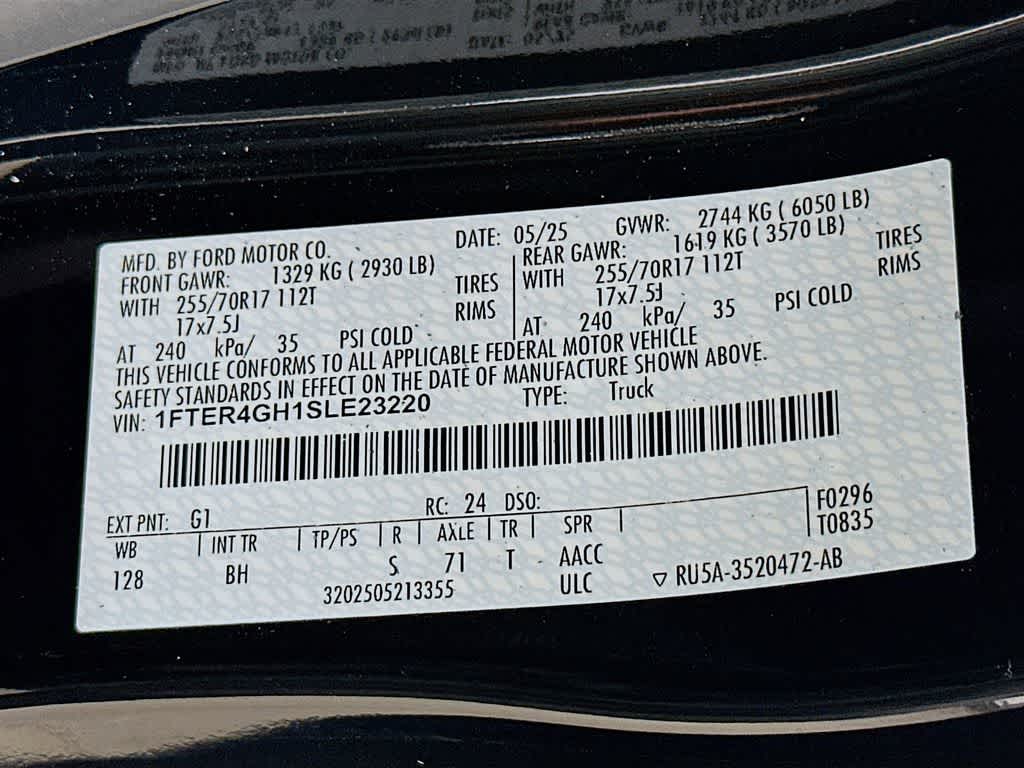 MFD. BY FORD MOTOR CO.
DATE: 05/25
GVWR: 2744 KG ( 6050 LB)
FRONT GAWR: 1329 KG ( 2930 LB)
WITH 255/70R17 112T TIRES
17x7.5J RIMS
AT 240 kPa/ 35 PSI COLD
REAR GAWR: 1619 KG ( 3570 LB)
WITH 255/70R17 112T TIRES
17x7.5J RIMS
AT 240 kPa/ 35 PSI COLD
THIS VEHICLE CONFORMS TO ALL APPLICABLE FEDERAL MOTOR VEHICLE
SAFETY STANDARDS IN EFFECT ON THE DATE OF MANUFACTURE SHOWN ABOVE.
VIN: 1FTER4GH1SLE23220 TYPE: Truck
EXT PNT: G1 RC: 24 DSO:
F0296
T0835
WB | INT TR | TP/PS | R | AXLE | TR | SPR |
128 BH S 71 T AACC
3202505213355 ULC ▽ RU5A-3520472-AB